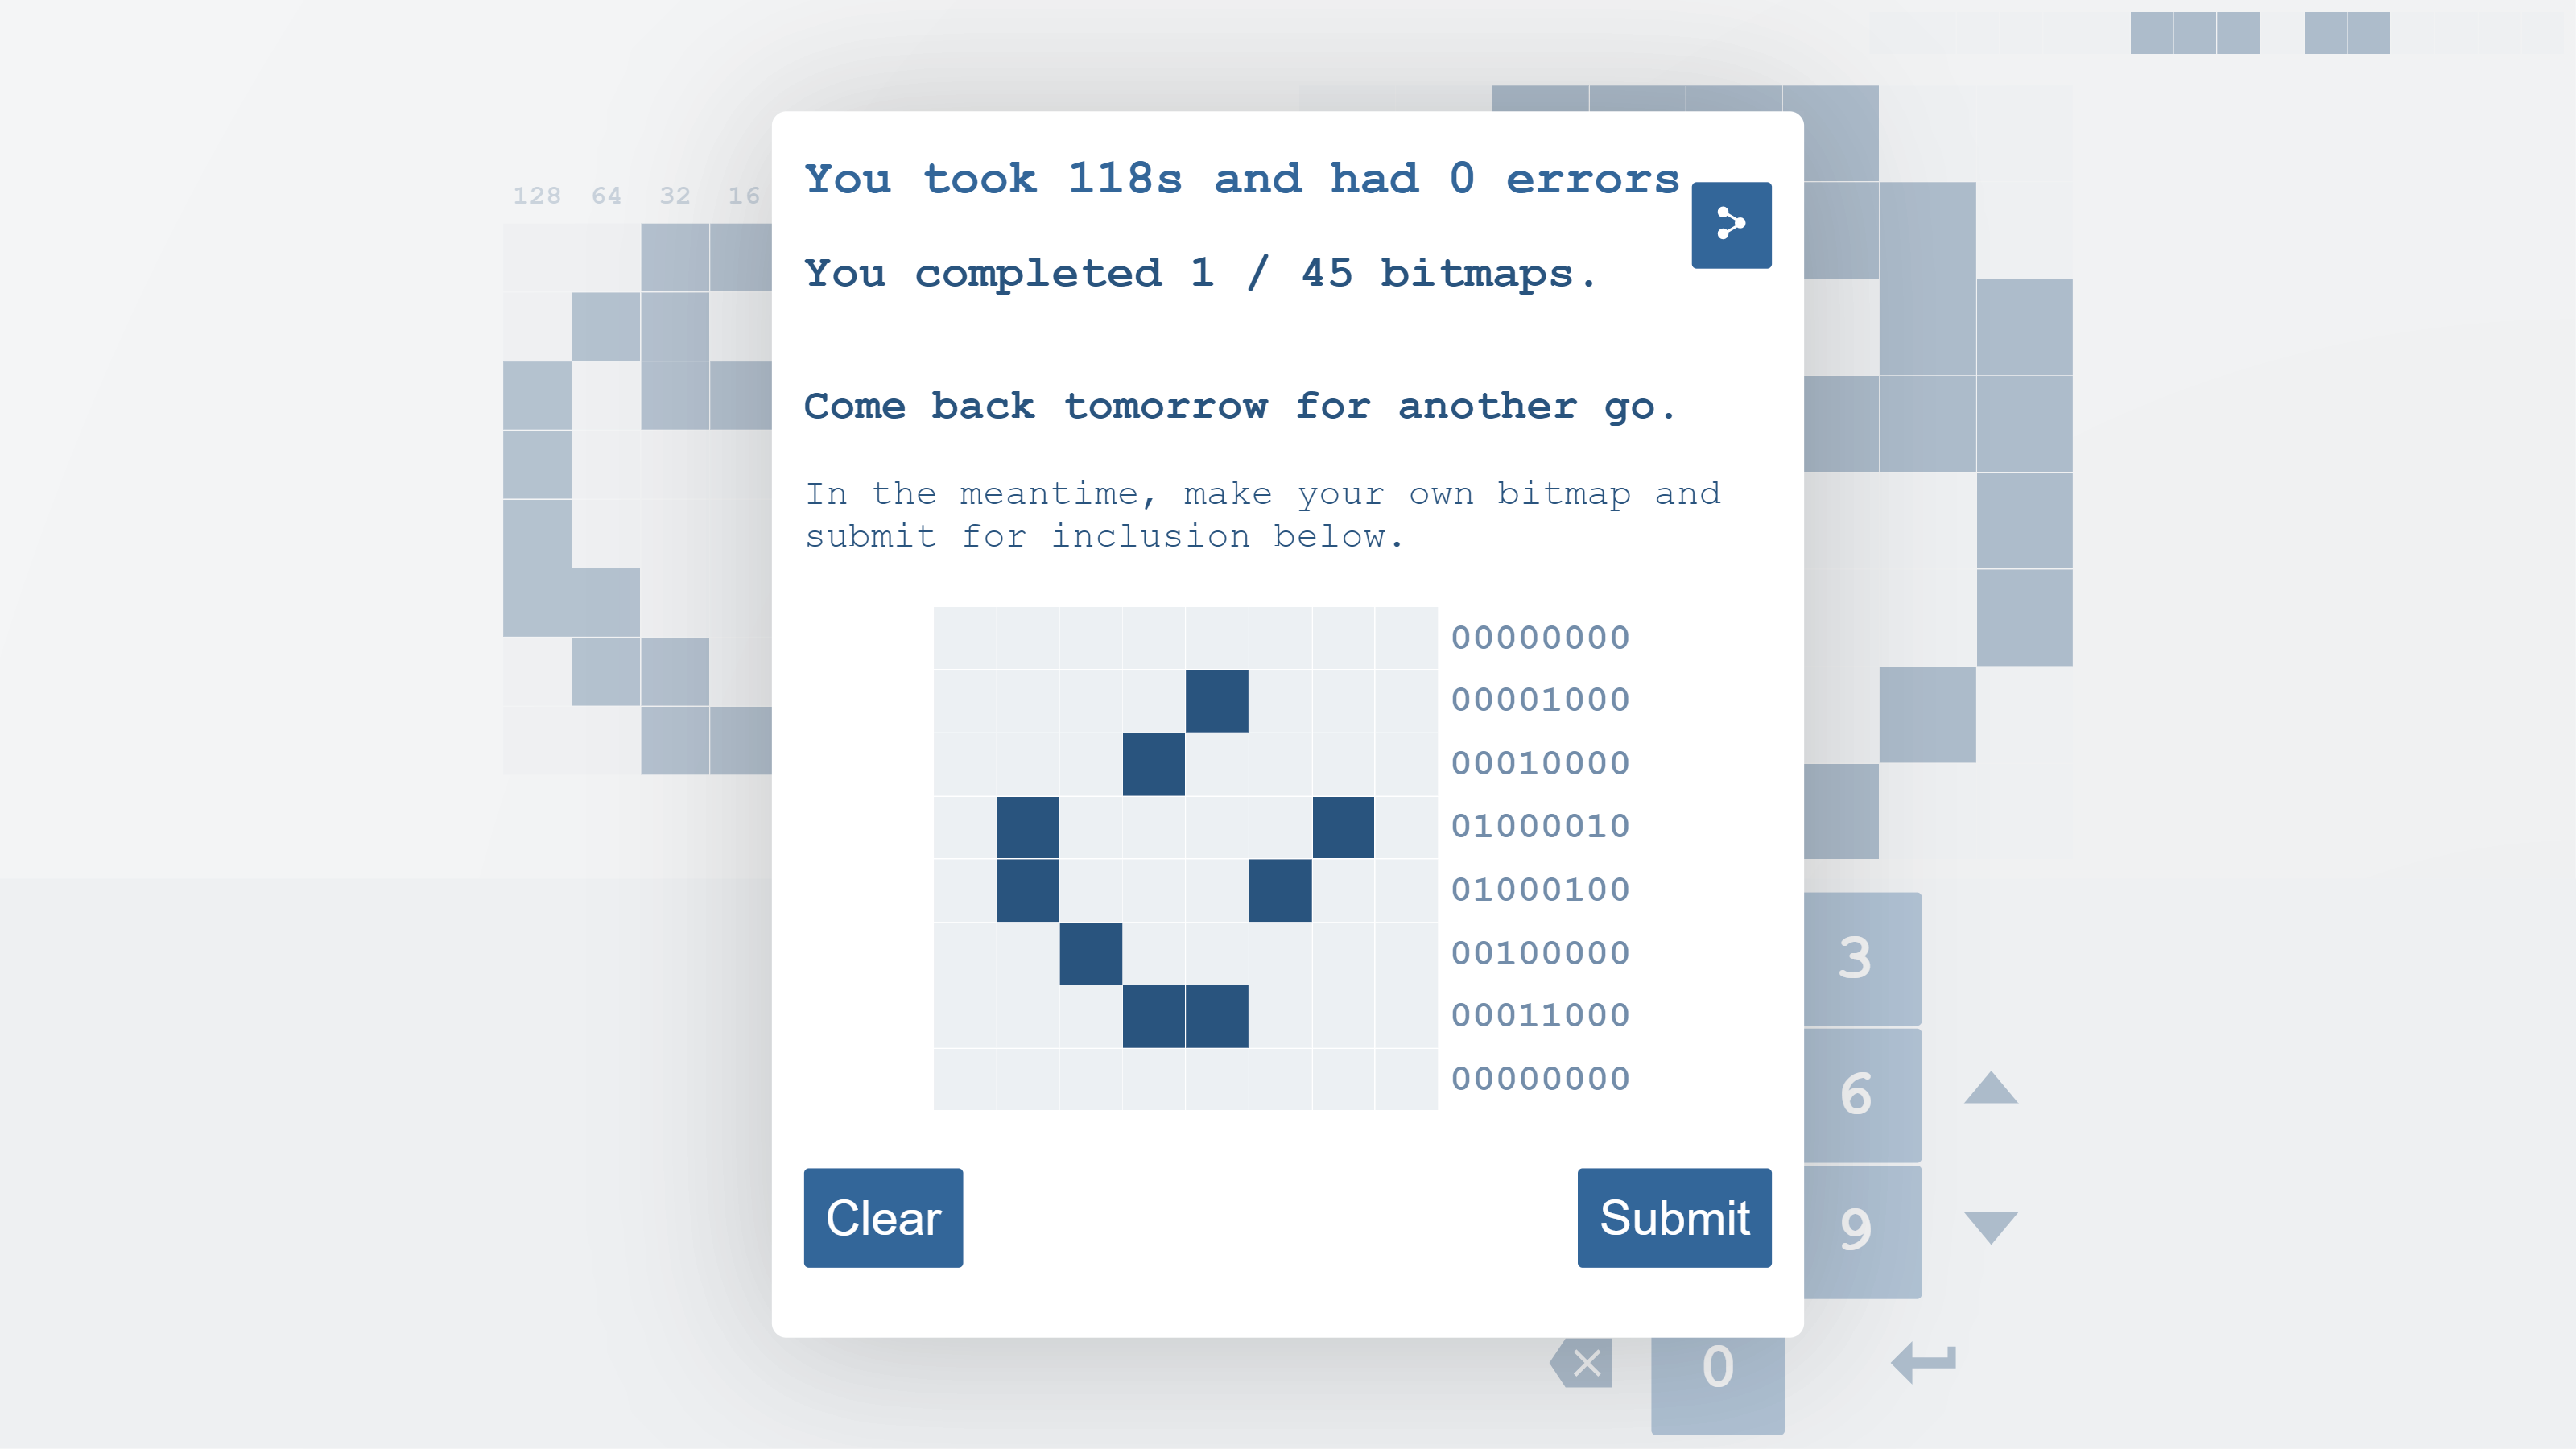 128 64 32 16
You took 118s and had 0 errors
You completed 1 / 45 bitmaps.
Come back tomorrow for another go.
In the meantime, make your own bitmap and
submit for inclusion below.
00000000
00001000
00010000
01000010
01000100
00100000
00011000
00000000
Clear
Submit
3
6
9
0